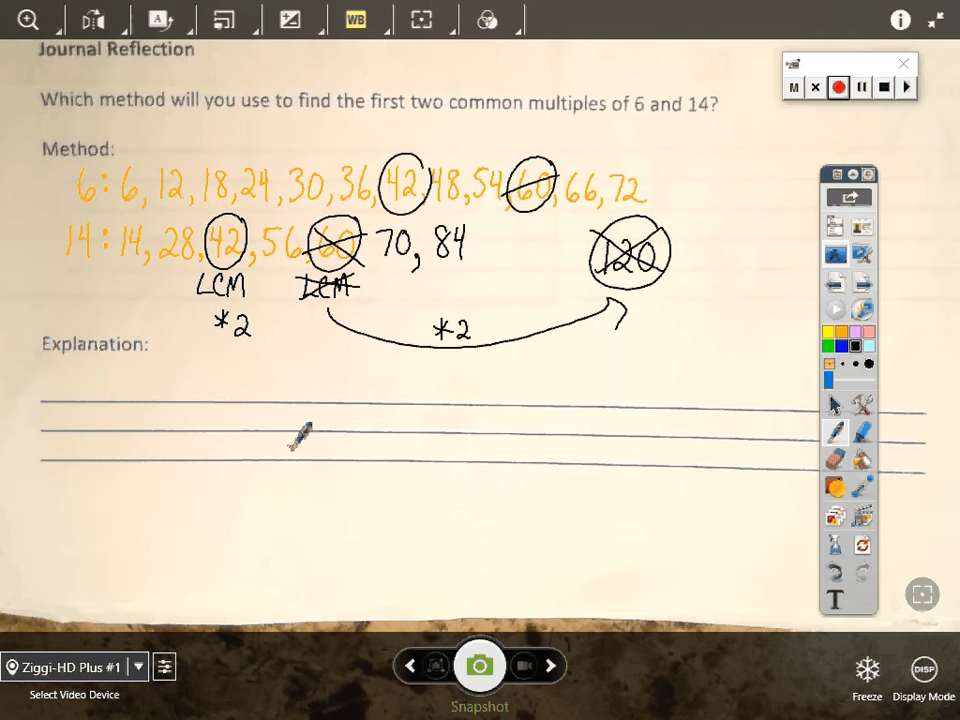 WB
Journal Reflection
M
Which method will you use to find the first two common multiples of 6 and 14?
Method:
6: 6, 12, 18, 24, 30, 36, 42, 48, 54, 60, 66, 72
14: 14, 28, 42, 56, 60 70, 84 120
LCM LCM
*2 *2
Explanation:
T
Ziggi-HD Plus #1
Select Video Device
Snapshot
Freeze
DISP
Display Mode